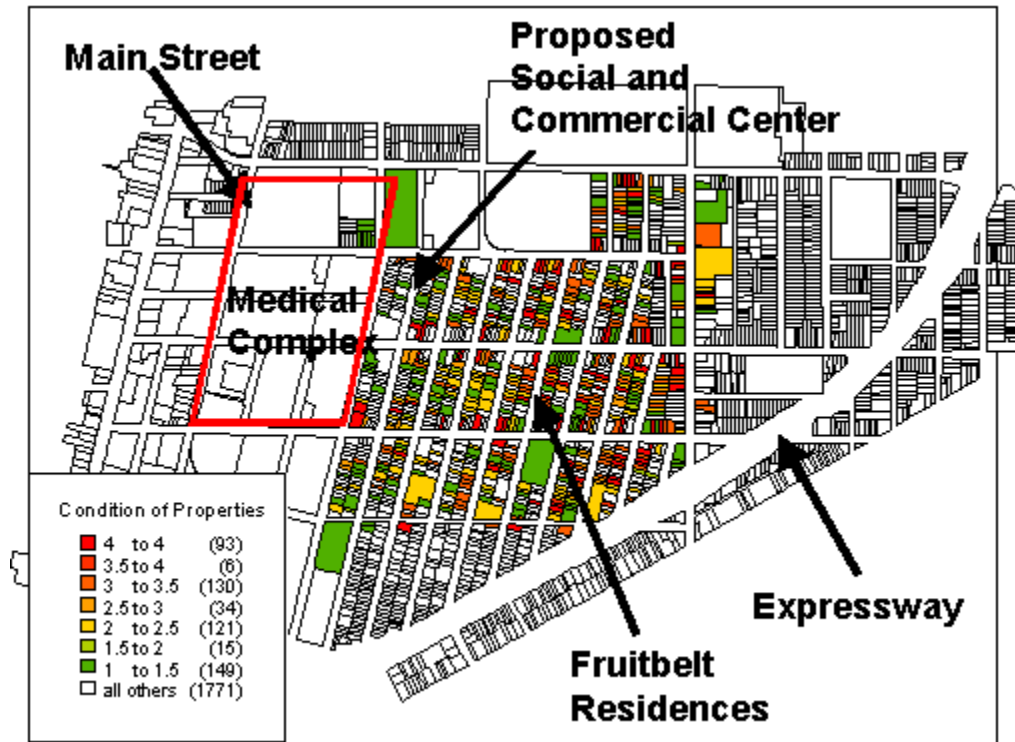 Main Street
Proposed
Social and
Commercial Center
Medical
Complex
Condition of Properties
4 to 4 (93)
3.5 to 4 (6)
3 to 3.5 (130)
2.5 to 3 (34)
2 to 2.5 (121)
1.5 to 2 (15)
1 to 1.5 (149)
all others (1771)
Expressway
Fruitbelt
Residences